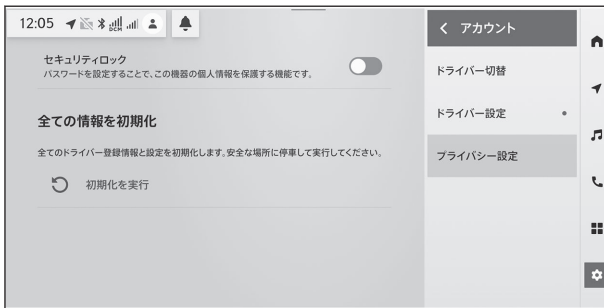 12:05
DCM
セキュリティロック
パスワードを設定することで、この機器の個人情報を保護する機能です。
全ての情報を初期化
全てのドライバー登録情報と設定を初期化します。安全な場所に停車して実行してください。
初期化を実行
アカウント
ドライバー切替
ドライバー設定
プライバシー設定